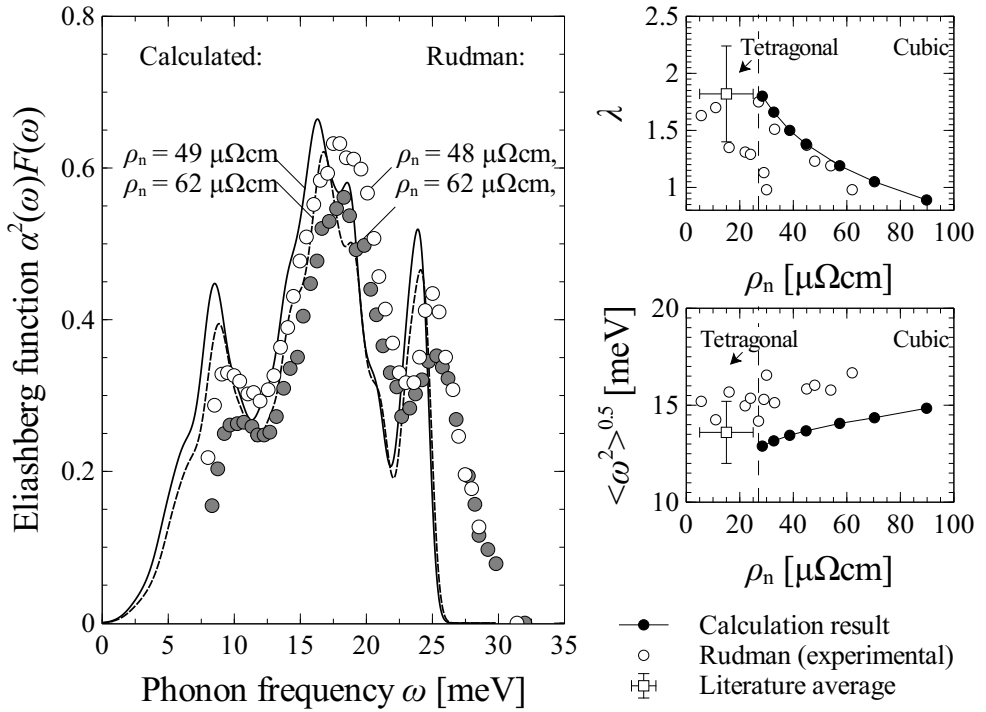 Calculated: Rudman:
ρn = 49 μΩcm
ρn = 62 μΩcm
ρn = 48 μΩcm,
ρn = 62 μΩcm,
Eliashberg function α²(ω)F(ω)
0.8
0.6
0.4
0.2
0
0 5 10 15 20 25 30 35
Phonon frequency ω [meV]
Tetragonal Cubic
λ
2.5
2
1.5
1
0 20 40 60 80 100
ρn [μΩcm]
Tetragonal Cubic
<ω²>^0.5 [meV]
20
15
10
0 20 40 60 80 100
ρn [μΩcm]
Calculation result
Rudman (experimental)
Literature average